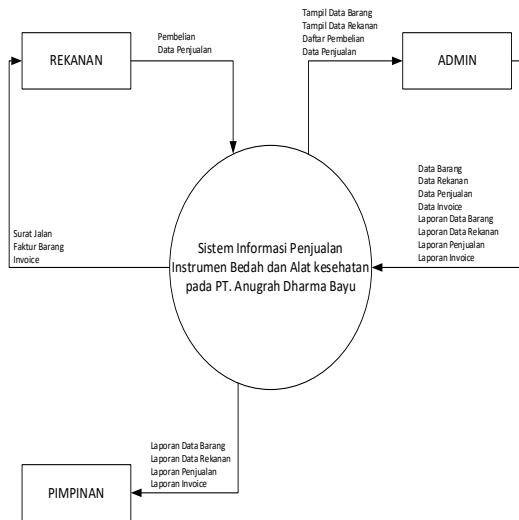 Pembelian
Data Penjualan
REKANAN
Tampil Data Barang
Tampil Data Rekanan
Daftar Pembelian
Data Penjualan
ADMIN
Data Barang
Data Rekanan
Data Penjualan
Data Invoice
Laporan Data Barang
Laporan Data Rekanan
Laporan Penjualan
Laporan Invoice
Surat Jalan
Faktur Barang
Invoice
Sistem Informasi Penjualan
Instrumen Bedah dan Alat kesehatan
pada PT. Anugrah Dharma Bayu
Laporan Data Barang
Laporan Data Rekanan
Laporan Penjualan
Laporan Invoice
PIMPINAN